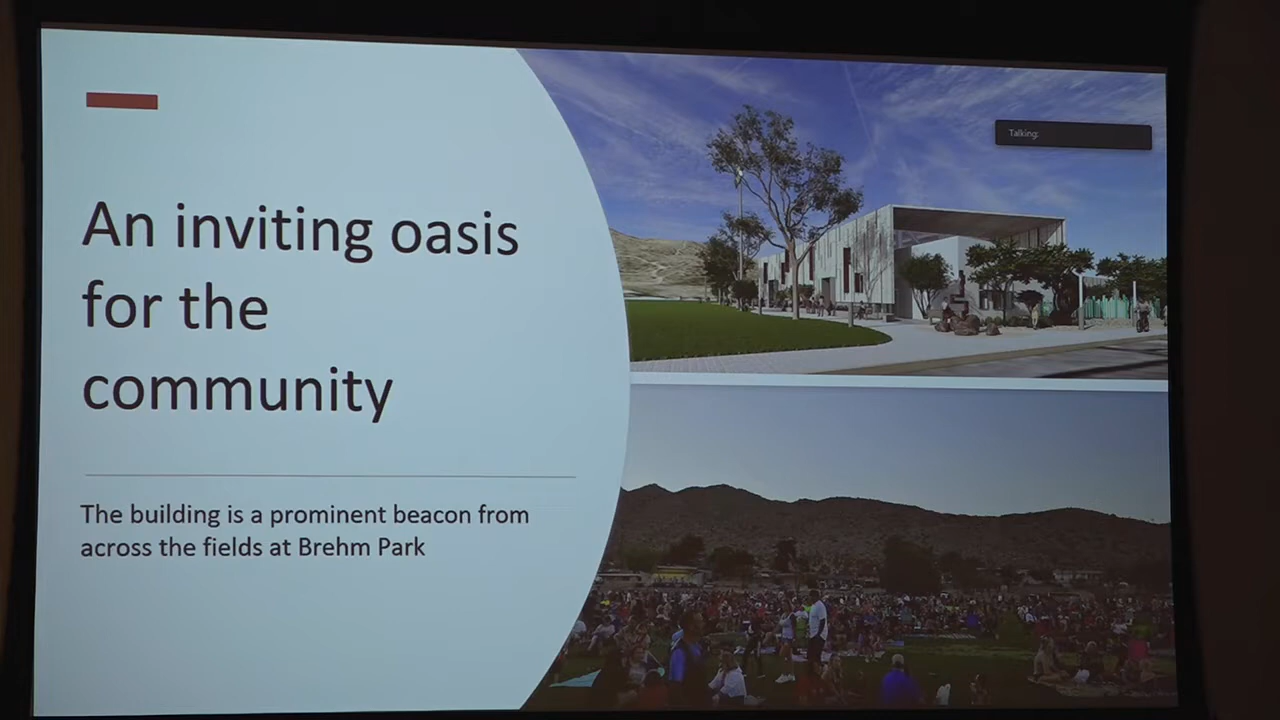 An inviting oasis
for the
community
The building is a prominent beacon from
across the fields at Brehm Park
Talking: